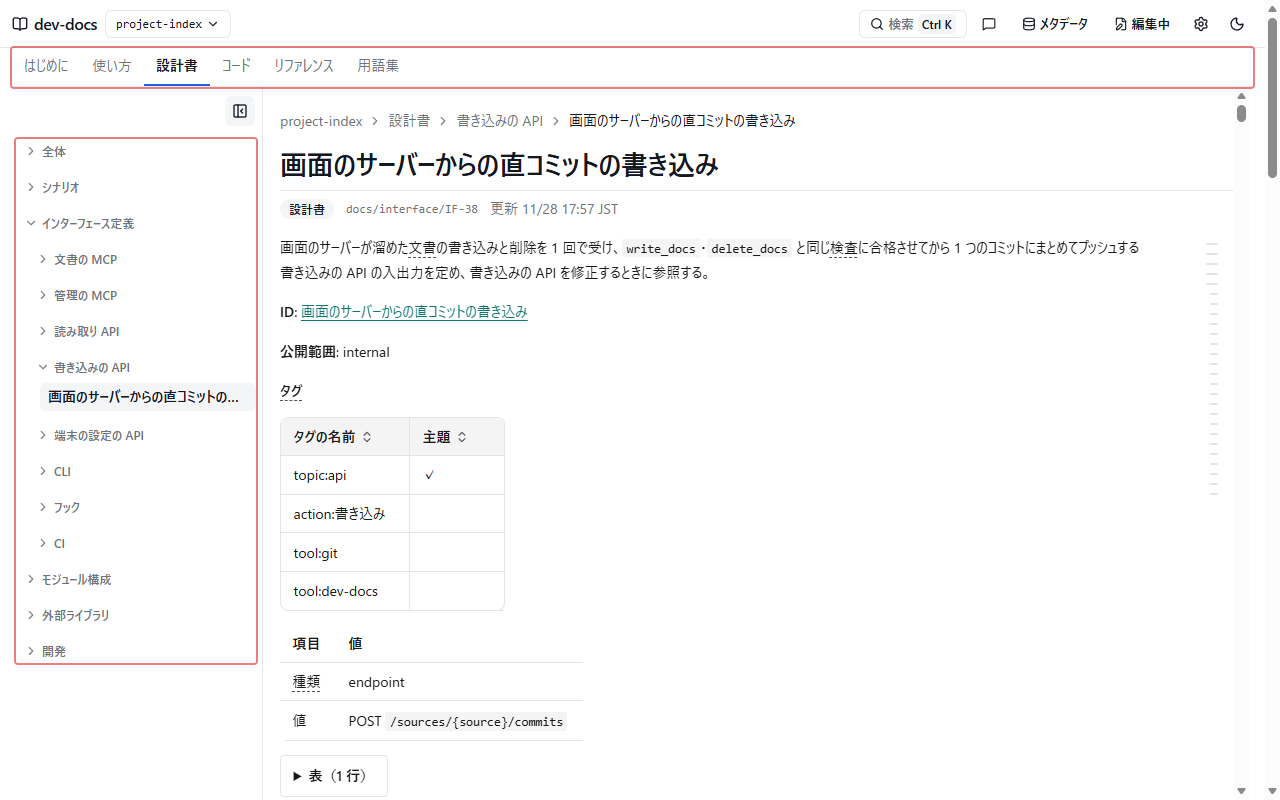 dev-docs project-index 検索 Ctrl K メタデータ 編集中
はじめに 使い方 設計書 コード リファレンス 用語集
全体
シナリオ
インターフェース定義
文書の MCP
管理の MCP
読み取り API
書き込みの API
画面のサーバーからの直コミットの...
端末の設定の API
CLI
フック
CI
モジュール構成
外部ライブラリ
開発
project-index 設計書 書き込みの API 画面のサーバーからの直コミットの書き込み
画面のサーバーからの直コミットの書き込み
設計書 docs/interface/IF-38 更新 11/28 17:57 JST
画面のサーバーが溜めた文書の書き込みと削除を 1 回で受け、write_docs・delete_docs と同じ検査に合格させてから 1 つのコミットにまとめてプッシュする
書き込みの API の入出力を定め、書き込みの API を修正するときに参照する。
ID: 画面のサーバーからの直コミットの書き込み
公開範囲: internal
タグ
タグの名前 主題
topic:api ✓
action:書き込み
tool:git
tool:dev-docs
項目 値
種類 endpoint
値 POST /sources/{source}/commits
▶ 表（1 行）